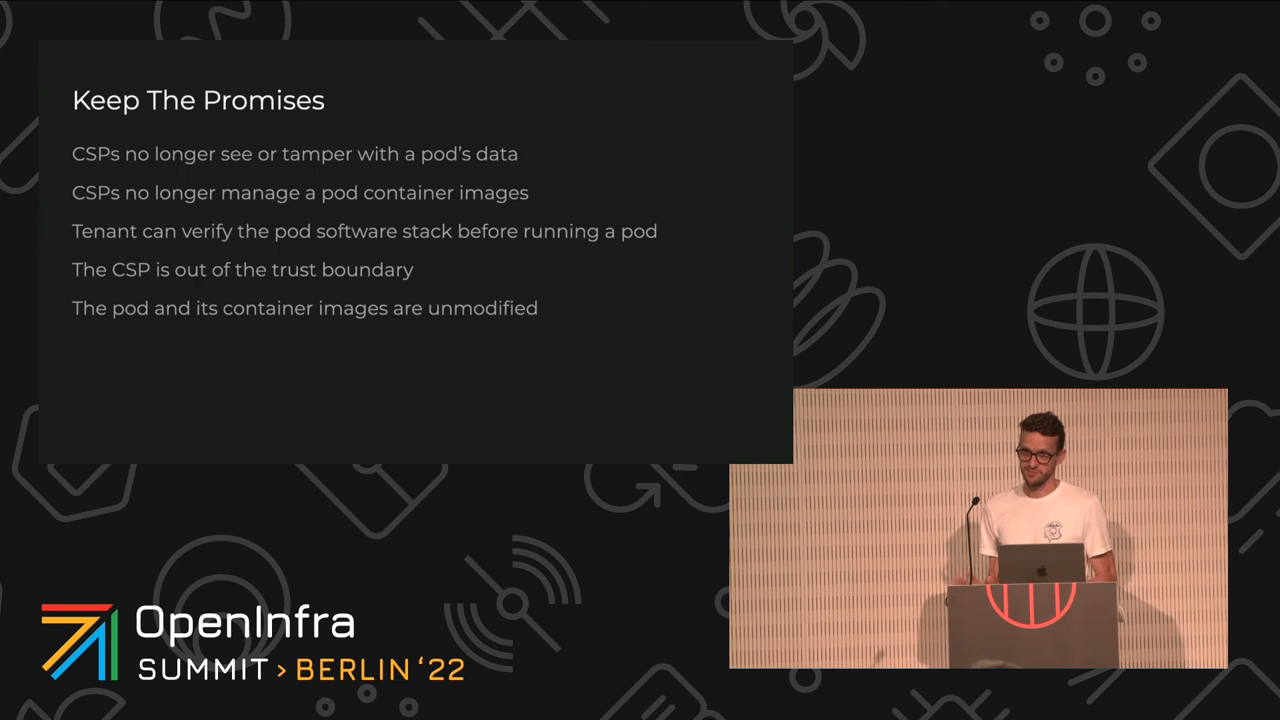 Keep The Promises
CSPs no longer see or tamper with a pod’s data
CSPs no longer manage a pod container images
Tenant can verify the pod software stack before running a pod
The CSP is out of the trust boundary
The pod and its container images are unmodified
OpenInfra
SUMMIT > BERLIN ‘22